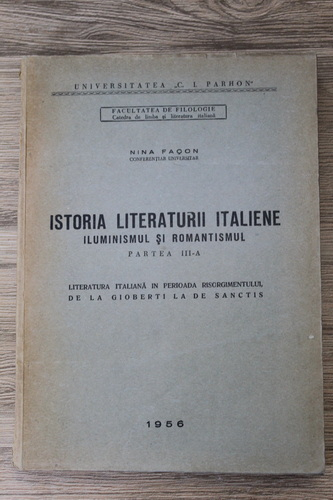 UNIVERSITATEA „C. I. PARHON"
FACULTATEA DE FILOLOGIE
Catedra de limba și literatura italiană
NINA FAÇON
CONFERENȚIAR UNIVERSITAR
ISTORIA LITERATURII ITALIENE
ILUMINISMUL ȘI ROMANTISMUL
PARTEA III-A
LITERATURA ITALIANĂ IN PERIOADA RISORGIMENTULUI,
DE LA GIOBERTI LA DE SANCTIS
1956